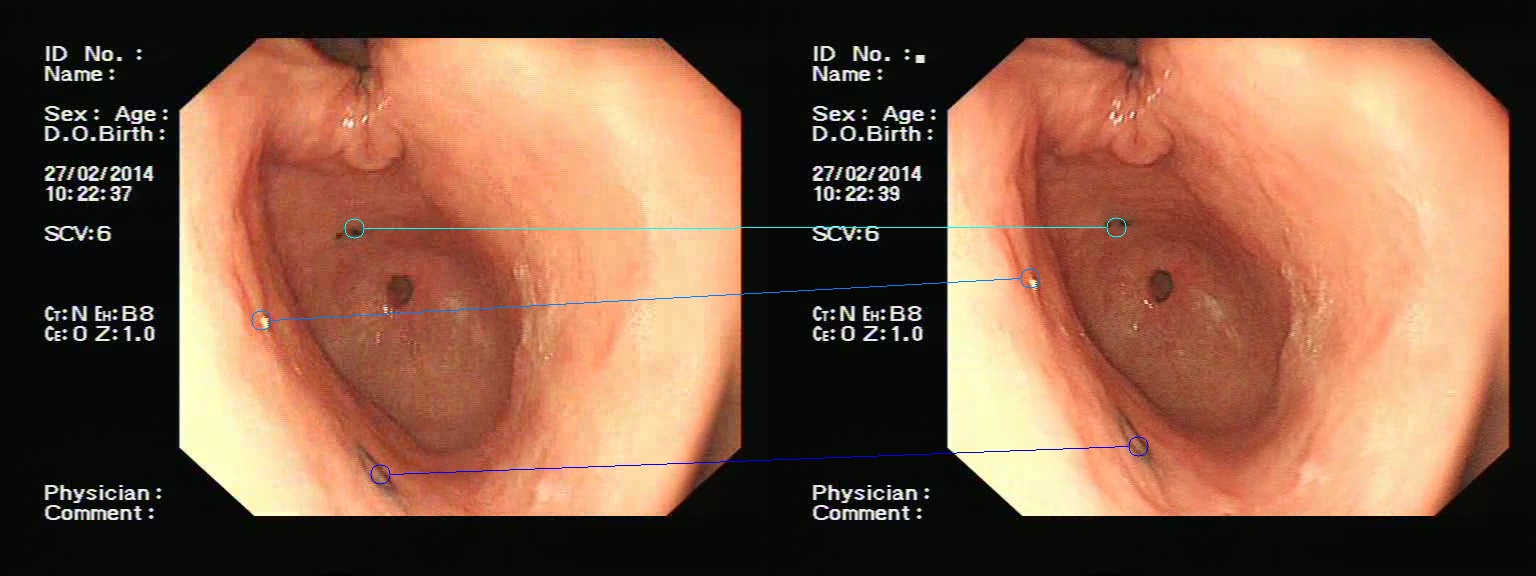 ID No. :
Name:
Sex: Age:
D.O.Birth:
27/02/2014
10:22:37
SCV:6
CT:N EH:B8
CE:0 Z:1.0
Physician:
Comment:
ID No. :
Name:
Sex: Age:
D.O.Birth:
27/02/2014
10:22:39
SCV:6
CT:N EH:B8
CE:0 Z:1.0
Physician:
Comment: